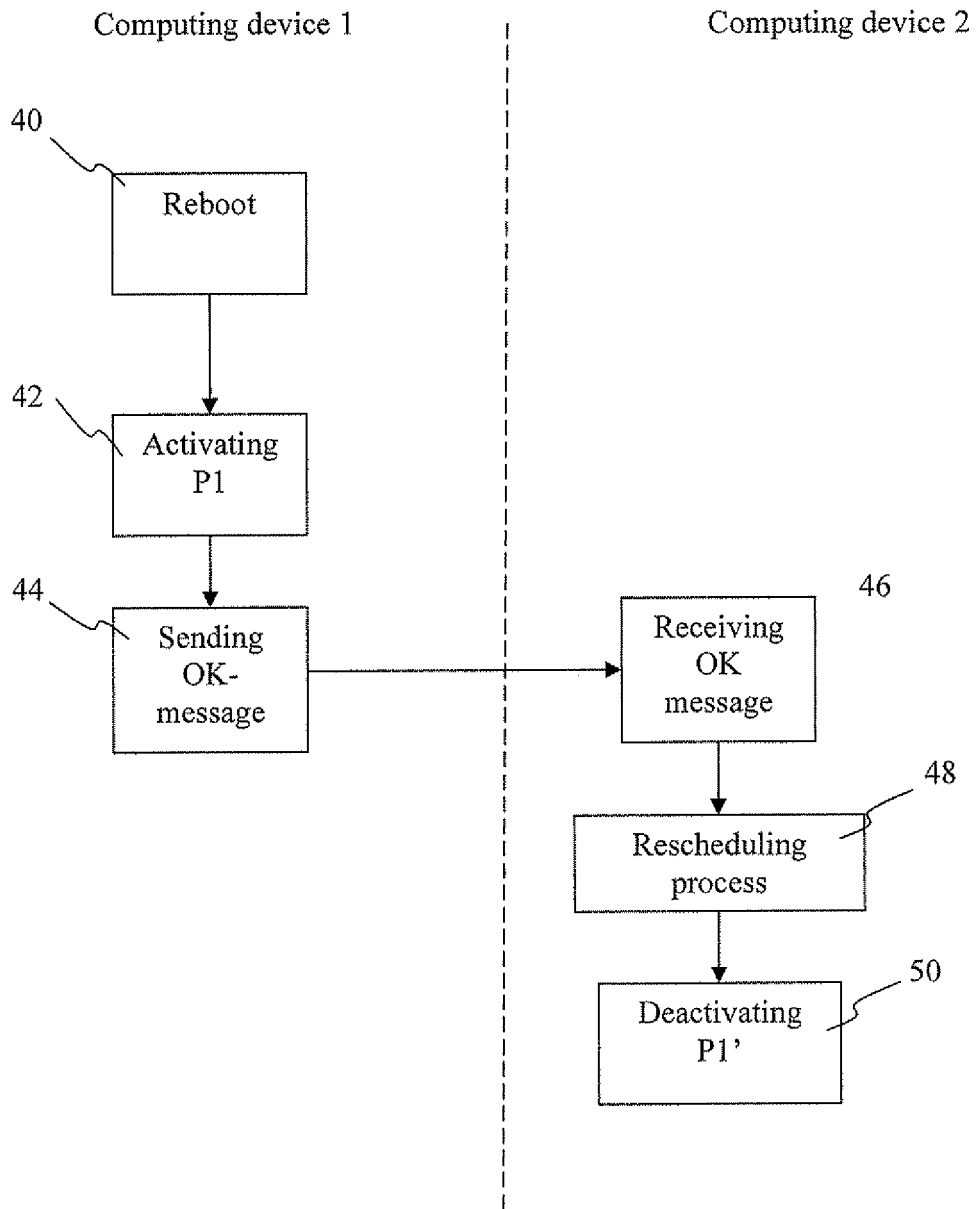 Computing device 1
Computing device 2
40
Reboot
42
Activating
P1
44
Sending
OK-
message
46
Receiving
OK
message
48
Rescheduling
process
50
Deactivating
P1’